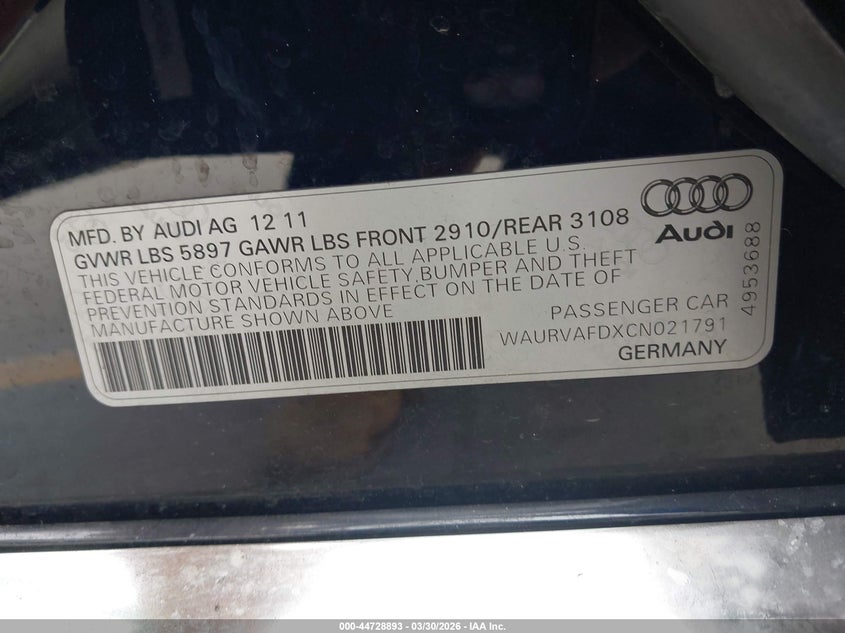 MFD. BY AUDI AG 12 11
GVWR LBS 5897 GAWR LBS FRONT 2910/REAR 3108
THIS VEHICLE CONFORMS TO ALL APPLICABLE U.S.
FEDERAL MOTOR VEHICLE SAFETY,BUMPER AND THEFT
PREVENTION STANDARDS IN EFFECT ON THE DATE OF
MANUFACTURE SHOWN ABOVE
Audi
4953688
PASSENGER CAR
WAURVAFDXCN021791
GERMANY
000-44728893 - 03/30/2026 - IAA Inc.